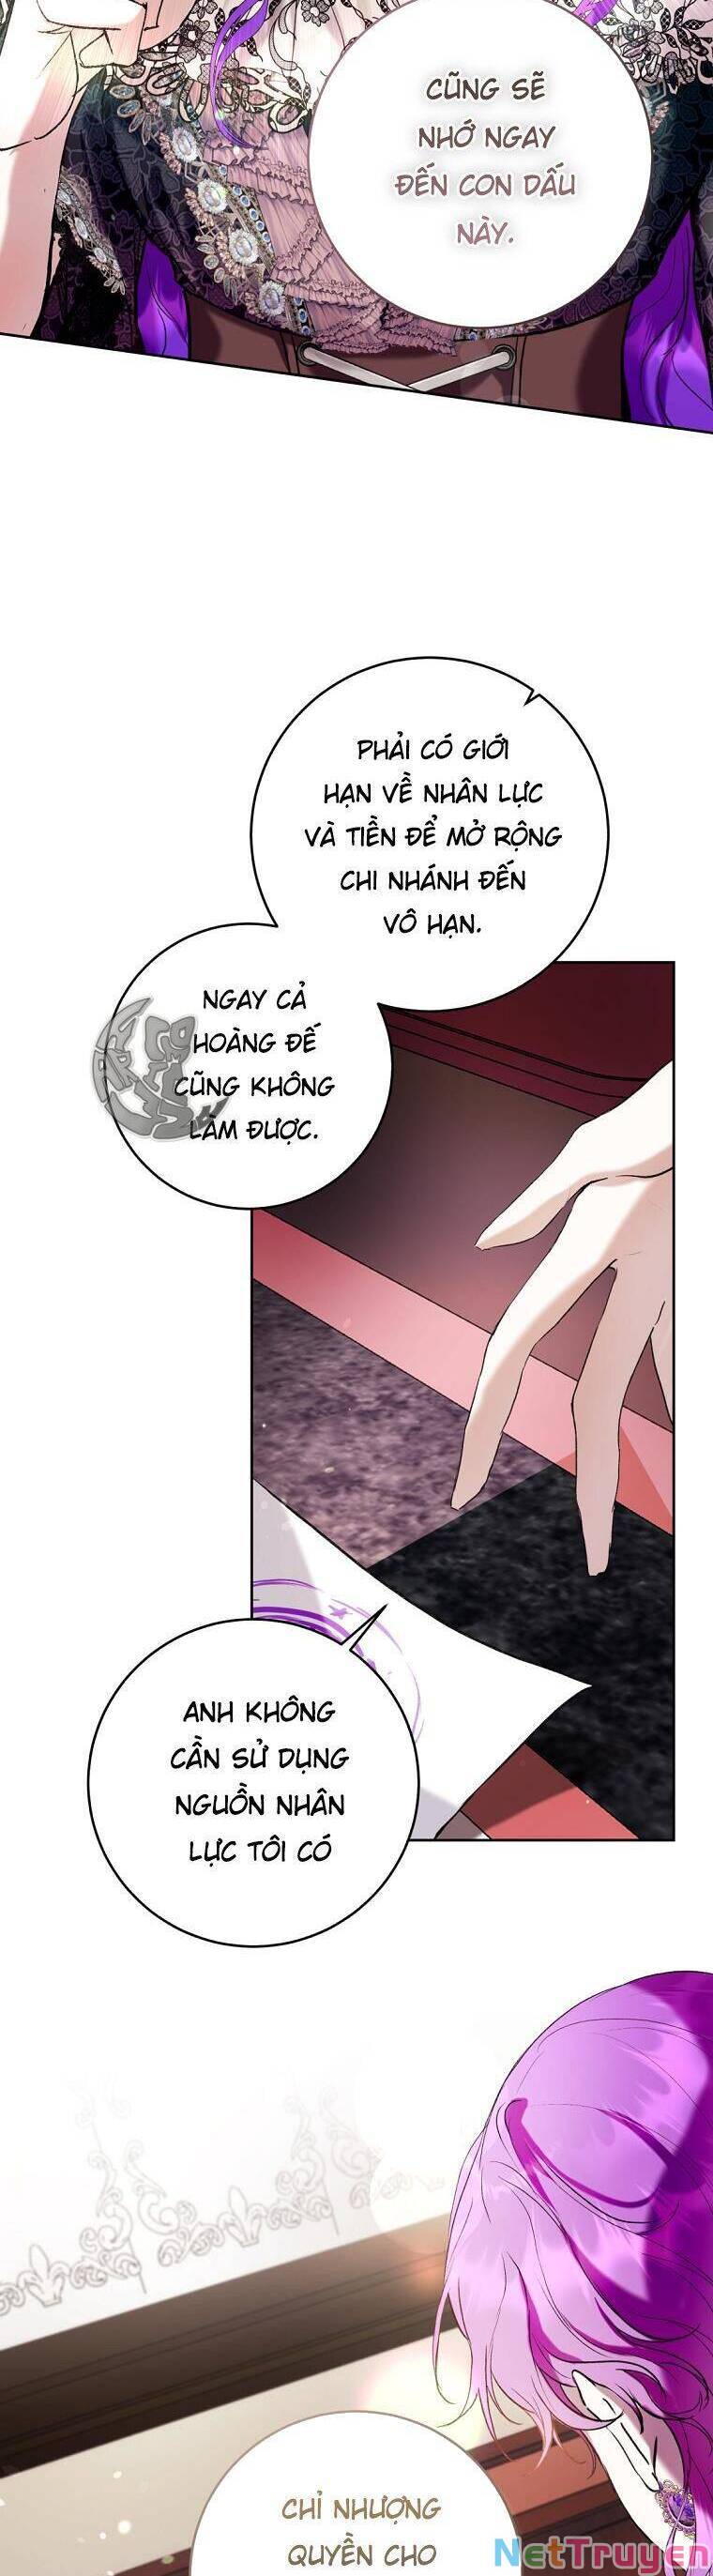 CŨNG SẼ
NHỚ NGAY
ĐẾN CON DẤU
NÀY.
PHẢI CÓ GIỚI
HẠN VỀ NHÂN LỰC
VÀ TIỀN ĐỂ MỞ RỘNG
CHI NHÁNH ĐẾN
VÔ HẠN.
NGAY CẢ
HOÀNG ĐẾ
CŨNG KHÔNG
LÀM ĐƯỢC.
ANH KHÔNG
CẦN SỬ DỤNG
NGUỒN NHÂN
LỰC TÔI CÓ
CHỈ NHƯỢNG
QUYỀN CHO
NetTruyen